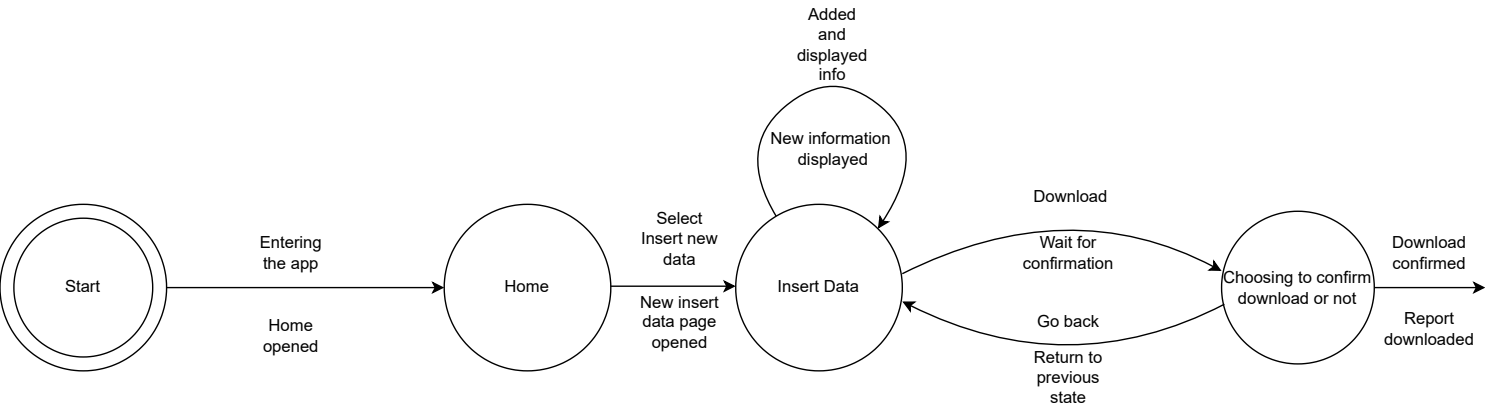 Start
Entering
the app
Home
opened
Home
Select
Insert new
data
New insert
data page
opened
Added
and
displayed
info
New information
displayed
Insert Data
Download
Wait for
confirmation
Go back
Return to
previous
state
Choosing to confirm
download or not
Download
confirmed
Report
downloaded